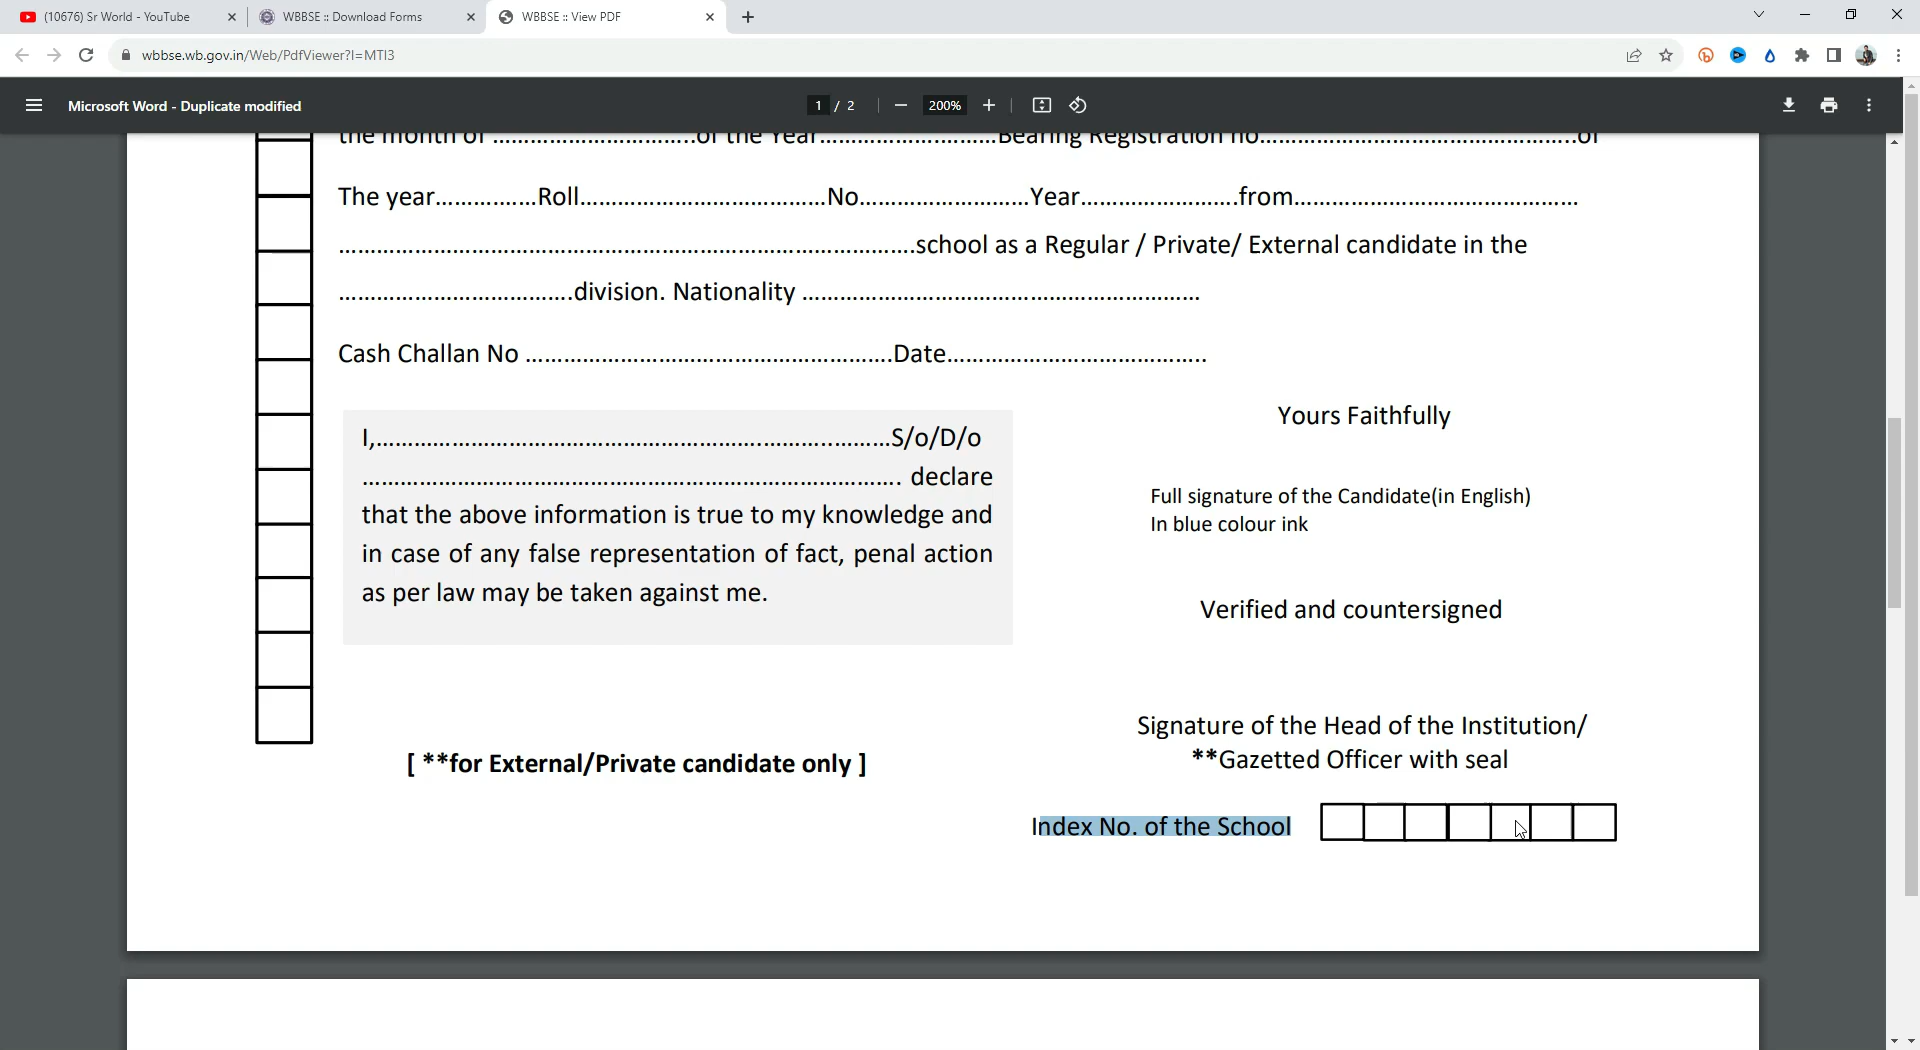 (10676) Sr World - YouTube
WBBSE :: Download Forms
WBBSE :: View PDF
wbbse.wb.gov.in/Web/PdfViewer?I=MTI3
Microsoft Word - Duplicate modified
1 / 2
200%
the month of ................................of the Year............................Bearing Registration no..................................................of
The year................Roll.......................................No...........................Year.........................from.............................................
...........................................................................................school as a Regular / Private/ External candidate in the
.....................................division. Nationality ...............................................................
Cash Challan No ..........................................................Date.........................................
I,.................................................................................S/o/D/o
..................................................................................... declare
that the above information is true to my knowledge and
in case of any false representation of fact, penal action
as per law may be taken against me.
Yours Faithfully
Full signature of the Candidate(in English)
In blue colour ink
Verified and countersigned
Signature of the Head of the Institution/
**Gazetted Officer with seal
[ **for External/Private candidate only ]
Index No. of the School